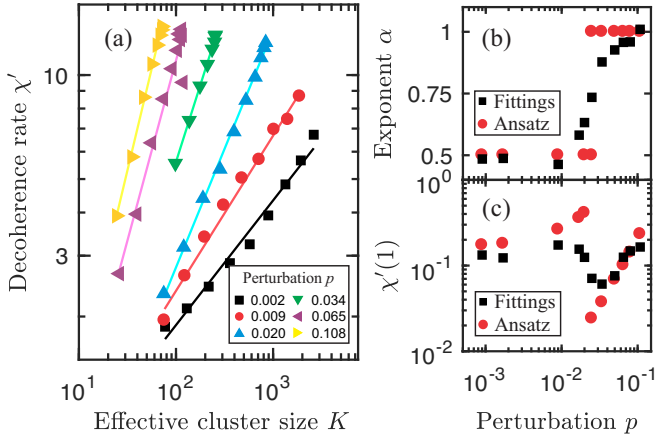 (a)
Decoherence rate χ′
10
3
Perturbation p
0.002 0.034
0.009 0.065
0.020 0.108
10¹ 10² 10³
Effective cluster size K
(b)
Exponent α
1
0.75
0.5
Fittings
Ansatz
(c)
χ′(1)
10⁰
10⁻¹
10⁻²
Fittings
Ansatz
10⁻³ 10⁻² 10⁻¹
Perturbation p